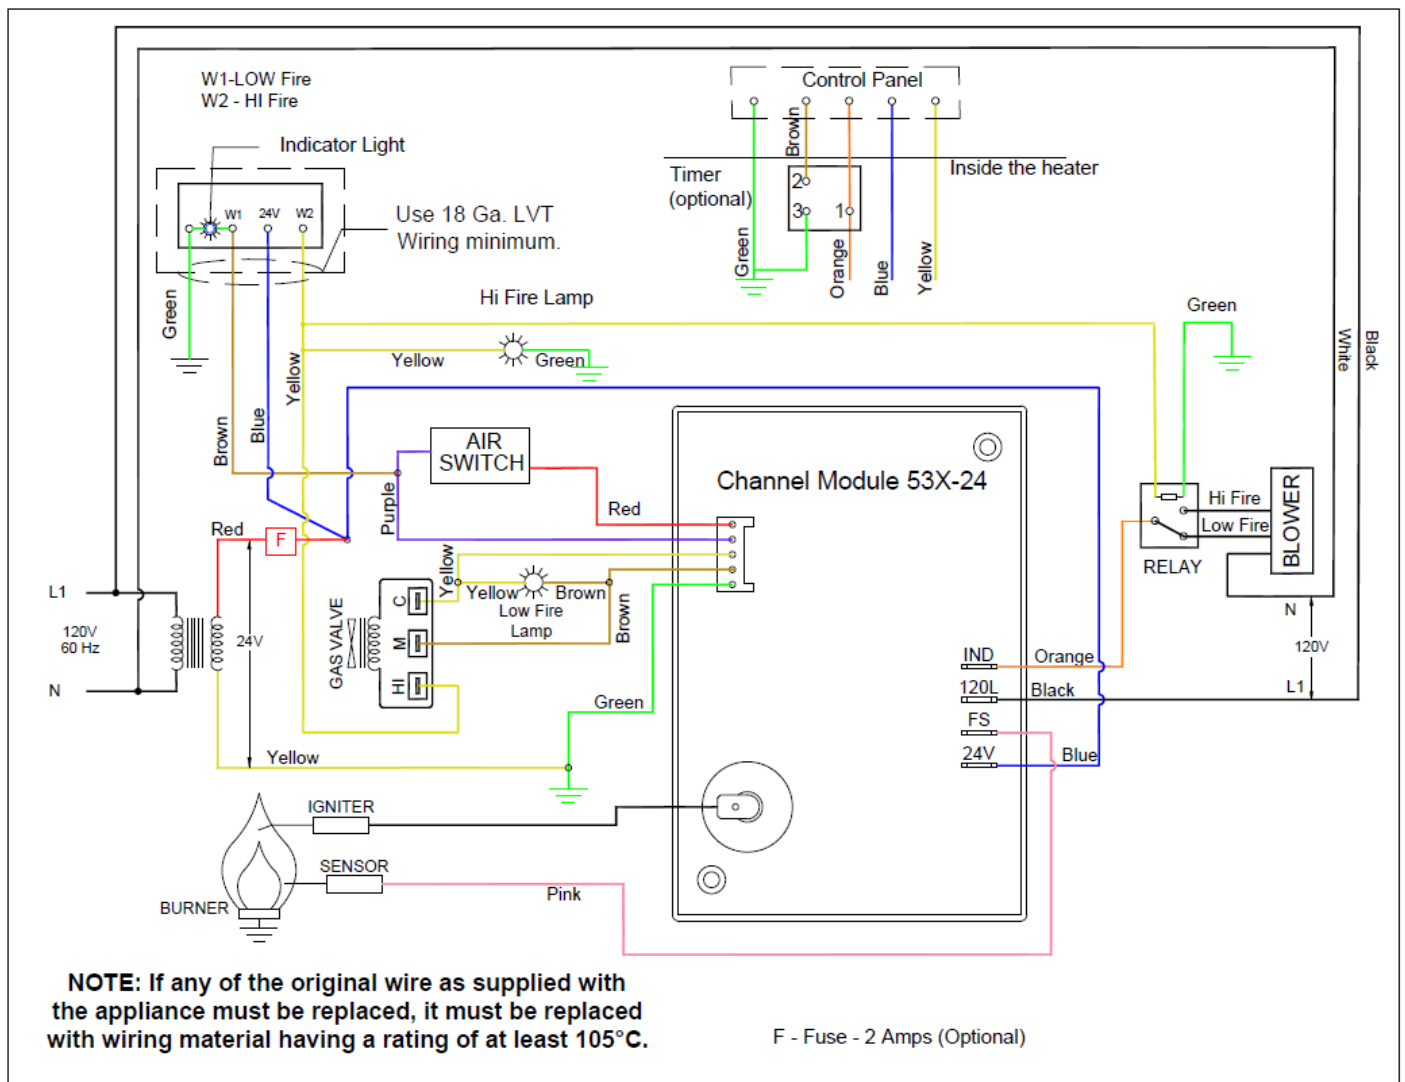 W1-LOW Fire
W2 - HI Fire
Control Panel
Brown
Indicator Light
Timer
(optional)
Inside the heater
2
3
1
W1
24V
W2
Use 18 Ga. LVT
Wiring minimum.
Green
Orange
Blue
Yellow
Green
Hi Fire Lamp
Green
White
Black
Yellow
Green
Yellow
Brown
Blue
AIR
SWITCH
Channel Module 53X-24
Purple
Red
Red
F
Hi Fire
Low Fire
BLOWER
RELAY
L1
120V
60 Hz
N
24V
GAS VALVE
C
M
HI
Yellow
Yellow
Brown
Low Fire
Lamp
Brown
N
120V
L1
IND
Orange
120L
Black
FS
24V
Blue
Green
Yellow
IGNITER
SENSOR
Pink
BURNER
NOTE: If any of the original wire as supplied with
the appliance must be replaced, it must be replaced
with wiring material having a rating of at least 105°C.
F - Fuse - 2 Amps (Optional)